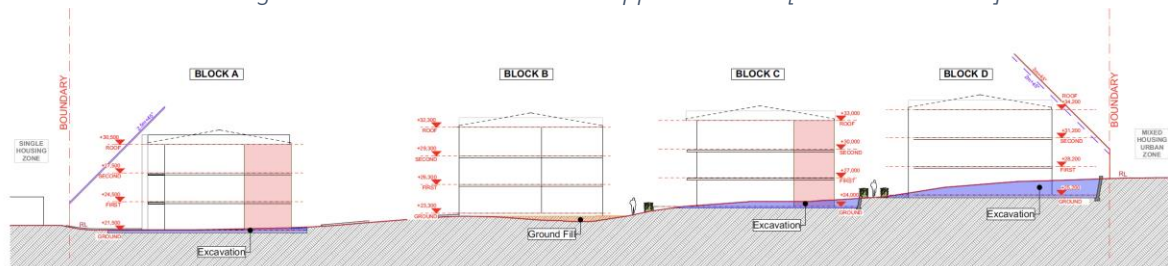 BLOCK A
BLOCK B
BLOCK C
BLOCK D
BOUNDARY
BOUNDARY
SINGLE
HOUSING
ZONE
MIXED
HOUSING
URBAN
ZONE
+30,500
ROOF
+27,500
SECOND
+24,500
FIRST
+21,500
GROUND
RL
+32,300
ROOF
+29,300
SECOND
+26,300
FIRST
+23,300
GROUND
+33,000
ROOF
+30,000
SECOND
+27,000
FIRST
+24,000
GROUND
ROOF
+34,200
+31,200
SECOND
+28,200
FIRST
GROUND
RL
Excavation
Ground Fill
Excavation
Excavation